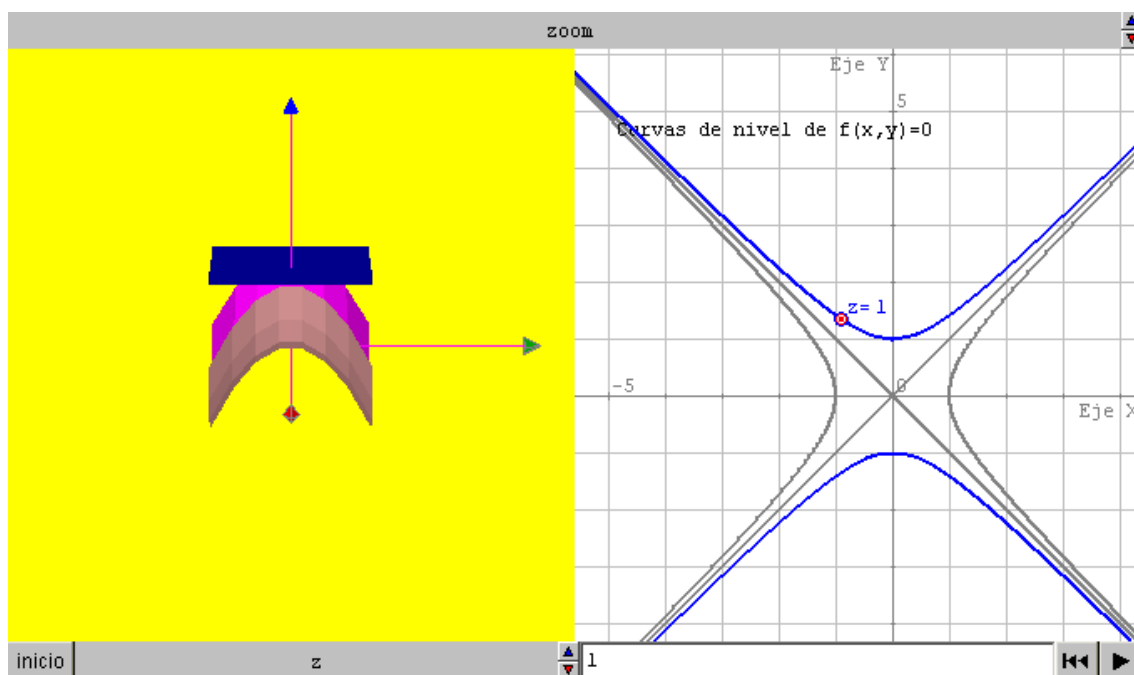 zoom
Eje Y
5
Curvas de nivel de f(x,y)=0
z=1
-5
0
Eje X
inicio
z
1